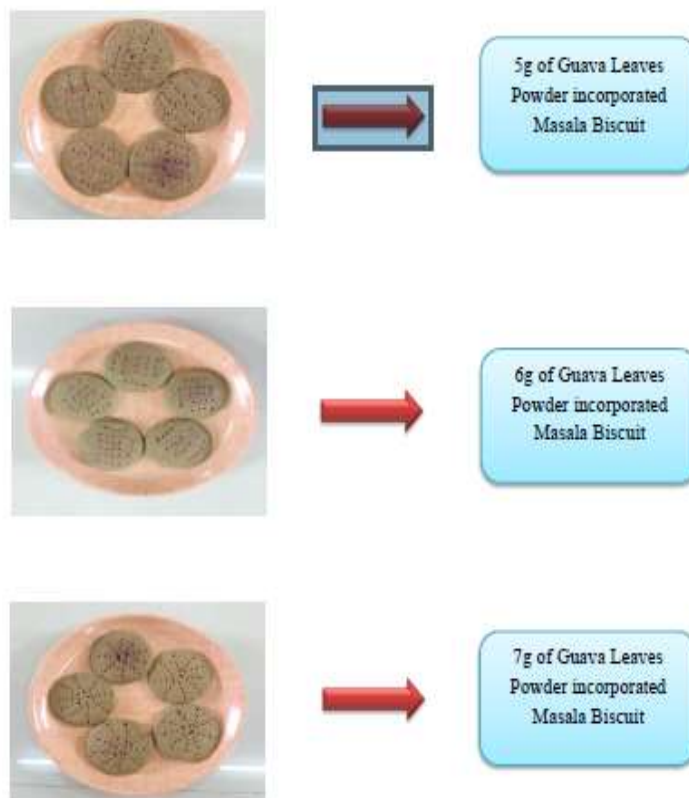 5g of Guava Leaves
Powder incorporated
Masala Biscuit
6g of Guava Leaves
Powder incorporated
Masala Biscuit
7g of Guava Leaves
Powder incorporated
Masala Biscuit